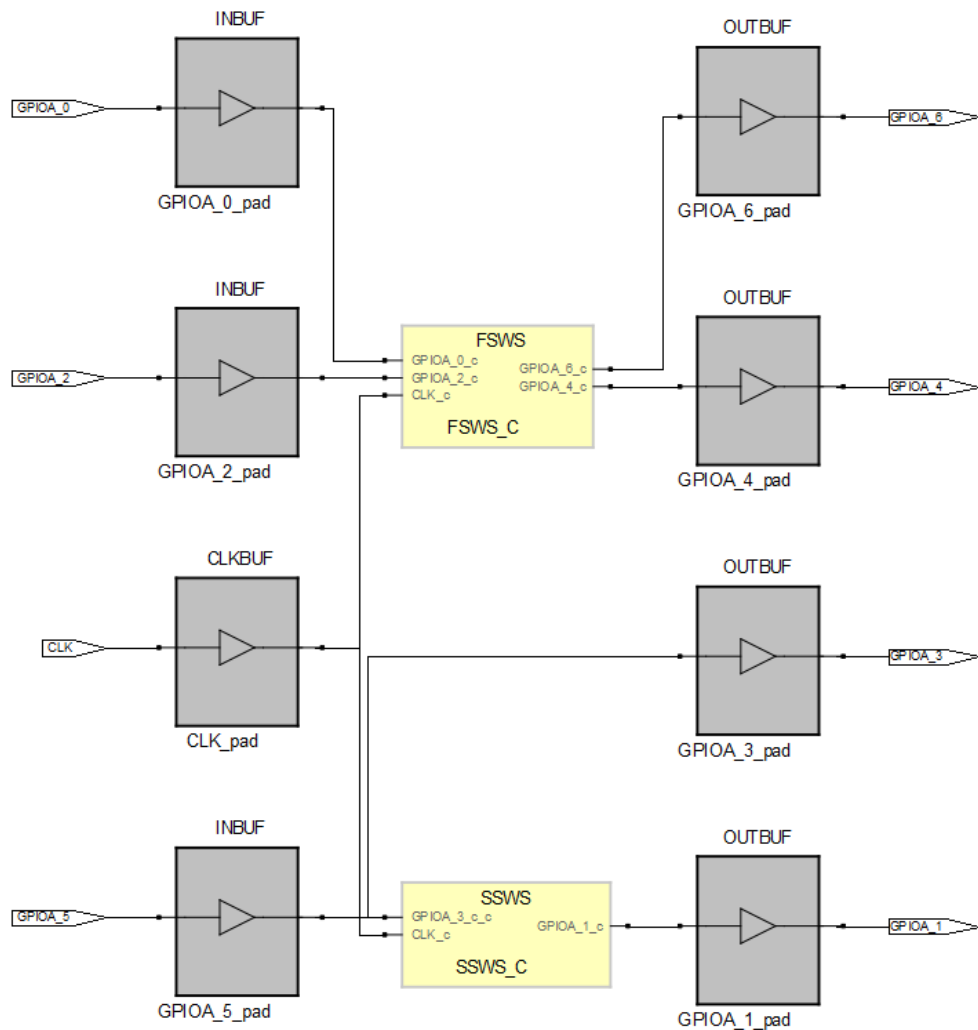 INBUF
OUTBUF
GPIOA_0
GPIOA_6
GPIOA_0_pad
GPIOA_6_pad
INBUF
OUTBUF
FSWS
GPIOA_0_c
GPIOA_6_c
GPIOA_2
GPIOA_2_c
GPIOA_4_c
GPIOA_4
CLK_c
FSWS_C
GPIOA_2_pad
GPIOA_4_pad
CLKBUF
OUTBUF
CLK
GPIOA_3
CLK_pad
GPIOA_3_pad
INBUF
OUTBUF
SSWS
GPIOA_5
GPIOA_3_c_c
GPIOA_1_c
GPIOA_1
CLK_c
SSWS_C
GPIOA_5_pad
GPIOA_1_pad